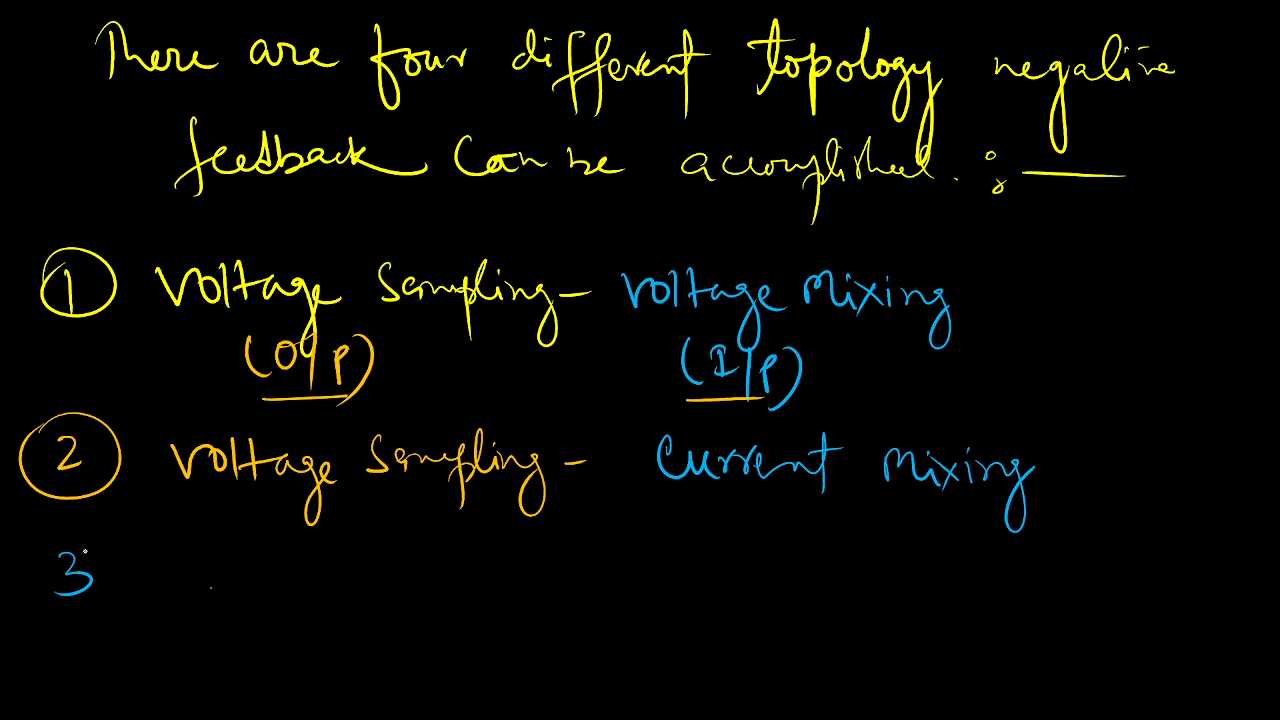 There are four different topology negative
feedback can be accomplished. :—
① Voltage Sampling - Voltage Mixing
(O/P) (I/P)
② Voltage Sampling - Current Mixing
3